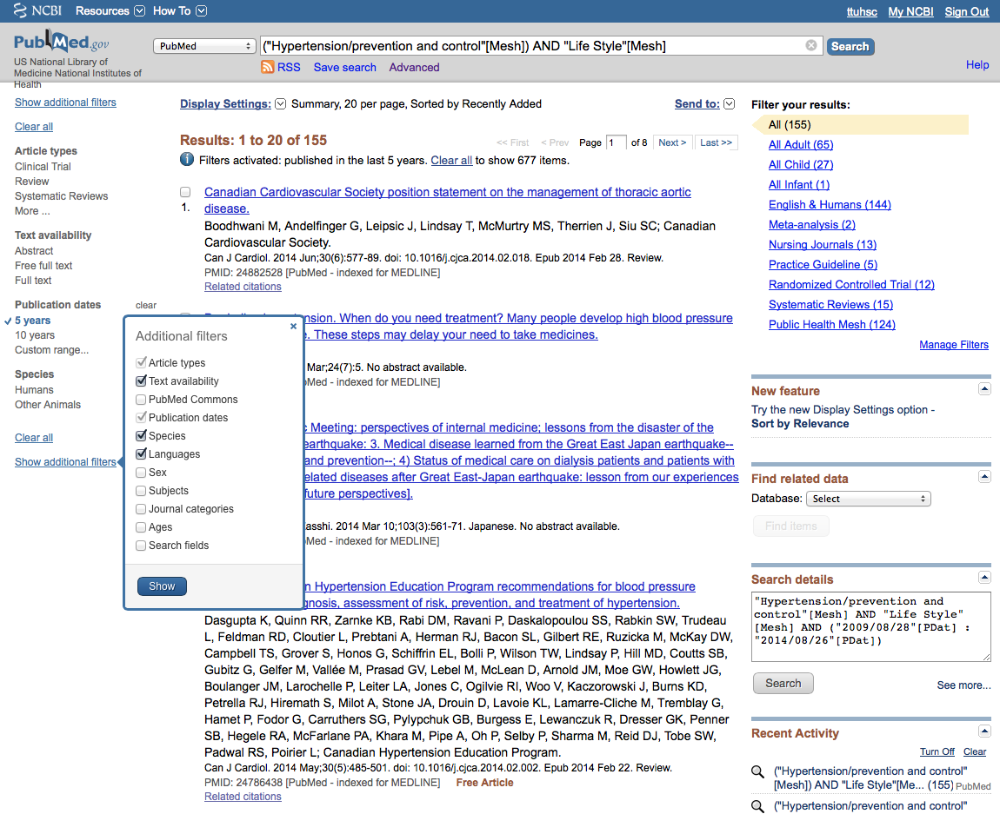 NCBI Resources How To
ttuhsc My NCBI Sign Out
PubMed.gov
US National Library of
Medicine National Institutes of
Health
PubMed
("Hypertension/prevention and control"[Mesh]) AND "Life Style"[Mesh]
Search
RSS Save search Advanced
Help
Show additional filters
Clear all
Article types
Clinical Trial
Review
Systematic Reviews
More ...
Text availability
Abstract
Free full text
Full text
Publication dates clear
5 years
10 years
Custom range...
Species
Humans
Other Animals
Clear all
Show additional filters
Additional filters
Article types
Text availability
PubMed Commons
Publication dates
Species
Languages
Sex
Subjects
Journal categories
Ages
Search fields
Show
Display Settings: Summary, 20 per page, Sorted by Recently Added
Send to:
Results: 1 to 20 of 155
<< First < Prev Page 1 of 8 Next > Last >>
Filters activated: published in the last 5 years. Clear all to show 677 items.
1.
Canadian Cardiovascular Society position statement on the management of thoracic aortic
disease.
Boodhwani M, Andelfinger G, Leipsic J, Lindsay T, McMurtry MS, Therrien J, Siu SC; Canadian
Cardiovascular Society.
Can J Cardiol. 2014 Jun;30(6):577-89. doi: 10.1016/j.cjca.2014.02.018. Epub 2014 Feb 28. Review.
PMID: 24882528 [PubMed - indexed for MEDLINE]
Related citations
tension. When do you need treatment? Many people develop high blood pressure
. These steps may delay your need to take medicines.
Mar;24(7):5. No abstract available.
Med - indexed for MEDLINE]
Meeting: perspectives of internal medicine; lessons from the disaster of the
earthquake: 3. Medical disease learned from the Great East Japan earthquake--
and prevention--; 4) Status of medical care on dialysis patients and patients with
elated diseases after Great East-Japan earthquake: lesson from our experiences
future perspectives].
asshi. 2014 Mar 10;103(3):561-71. Japanese. No abstract available.
Med - indexed for MEDLINE]
n Hypertension Education Program recommendations for blood pressure
gnosis, assessment of risk, prevention, and treatment of hypertension.
Dasgupta K, Quinn RR, Zarnke KB, Rabi DM, Ravani P, Daskalopoulou SS, Rabkin SW, Trudeau
L, Feldman RD, Cloutier L, Prebtani A, Herman RJ, Bacon SL, Gilbert RE, Ruzicka M, McKay DW,
Campbell TS, Grover S, Honos G, Schiffrin EL, Bolli P, Wilson TW, Lindsay P, Hill MD, Coutts SB,
Gubitz G, Gelfer M, Vallée M, Prasad GV, Lebel M, McLean D, Arnold JM, Moe GW, Howlett JG,
Boulanger JM, Larochelle P, Leiter LA, Jones C, Ogilvie RI, Woo V, Kaczorowski J, Burns KD,
Petrella RJ, Hiremath S, Milot A, Stone JA, Drouin D, Lavoie KL, Lamarre-Cliche M, Tremblay G,
Hamet P, Fodor G, Carruthers SG, Pylypchuk GB, Burgess E, Lewanczuk R, Dresser GK, Penner
SB, Hegele RA, McFarlane PA, Khara M, Pipe A, Oh P, Selby P, Sharma M, Reid DJ, Tobe SW,
Padwal RS, Poirier L; Canadian Hypertension Education Program.
Can J Cardiol. 2014 May;30(5):485-501. doi: 10.1016/j.cjca.2014.02.002. Epub 2014 Feb 22. Review.
PMID: 24786438 [PubMed - indexed for MEDLINE] Free Article
Related citations
Filter your results:
All (155)
All Adult (65)
All Child (27)
All Infant (1)
English & Humans (144)
Meta-analysis (2)
Nursing Journals (13)
Practice Guideline (5)
Randomized Controlled Trial (12)
Systematic Reviews (15)
Public Health Mesh (124)
Manage Filters
New feature
Try the new Display Settings option -
Sort by Relevance
Find related data
Database: Select
Find items
Search details
"Hypertension/prevention and
control"[Mesh] AND "Life Style"
[Mesh] AND ("2009/08/28"[PDat] :
"2014/08/26"[PDat])
Search
See more...
Recent Activity
Turn Off Clear
("Hypertension/prevention and control"
[Mesh]) AND "Life Style"[Me... (155) PubMed
("Hypertension/prevention and control"